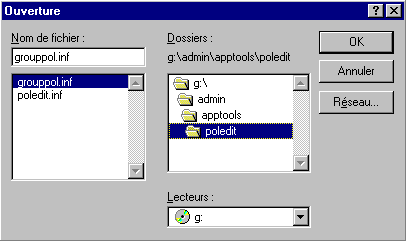 Ouverture
Nom de fichier :
grouppol.inf
grouppol.inf
poledit.inf
Dossiers :
g:\admin\apptools\poledit
g:\
admin
apptools
poledit
Lecteurs :
g:
OK
Annuler
Réseau...